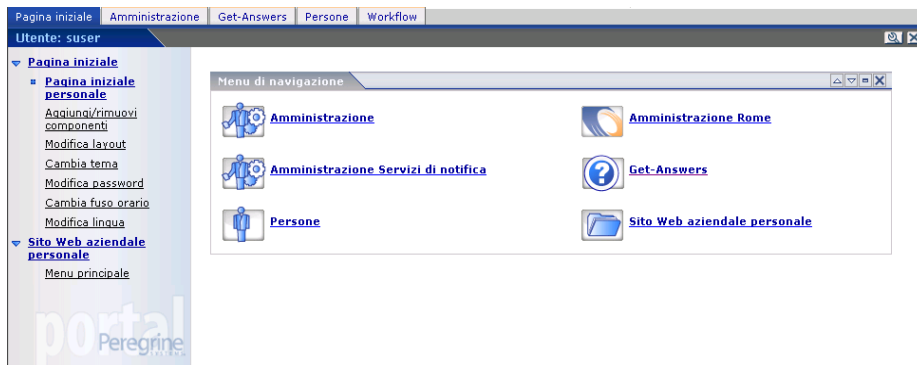 Pagina iniziale Amministrazione Get-Answers Persone Workflow
Utente: suser
Pagina iniziale
Pagina iniziale
personale
Aggiungi/rimuovi
componenti
Modifica layout
Cambia tema
Modifica password
Cambia fuso orario
Modifica lingua
Sito Web aziendale
personale
Menu principale
portal
Peregrine
Menu di navigazione
Amministrazione
Amministrazione Rome
Amministrazione Servizi di notifica
Get-Answers
Persone
Sito Web aziendale personale